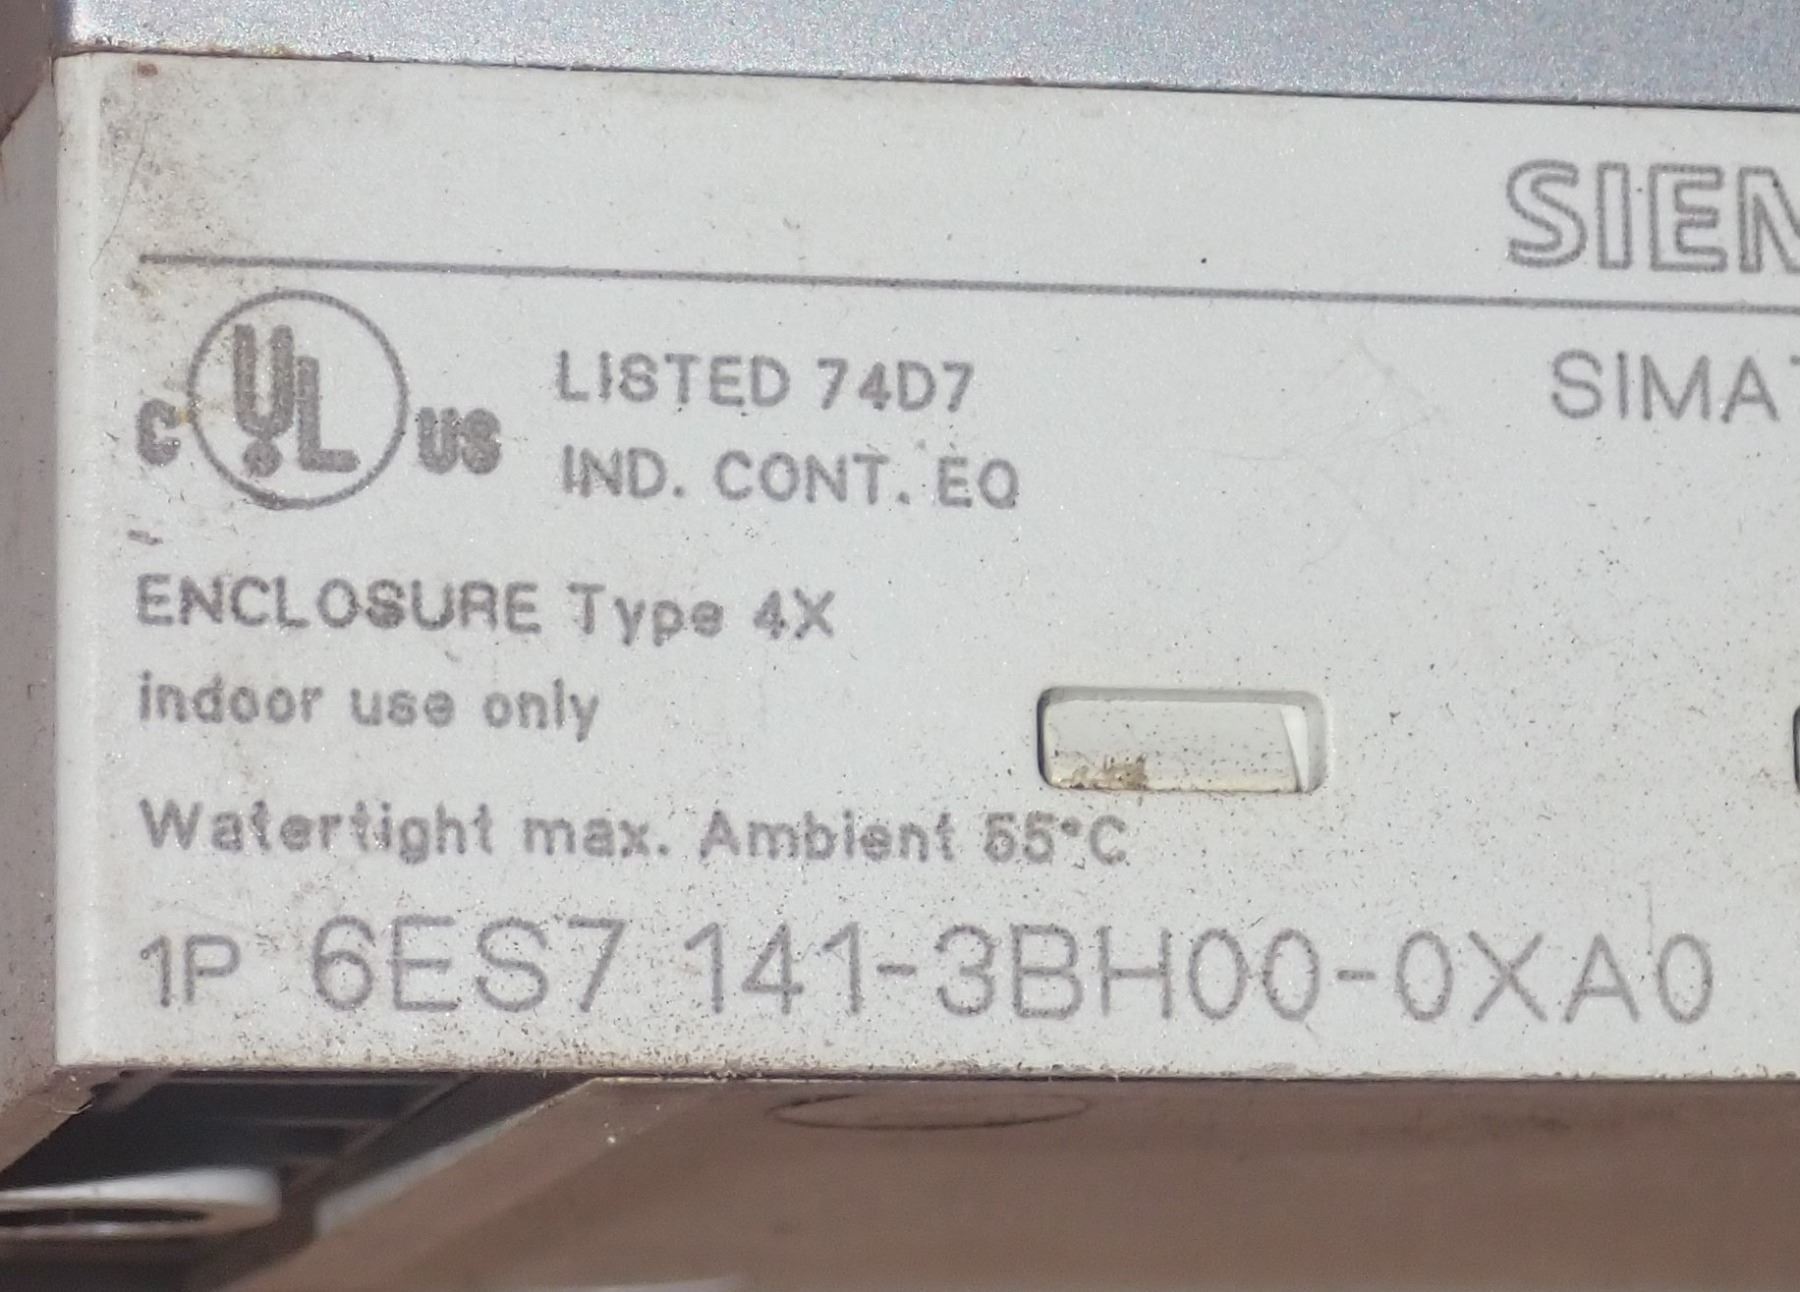 SIEM
C UL US LISTED 74D7
SIMAT
IND. CONT. EQ
ENCLOSURE Type 4X
indoor use only
Watertight max. Ambient 55°C
1P 6ES7 141-3BH00-0XA0